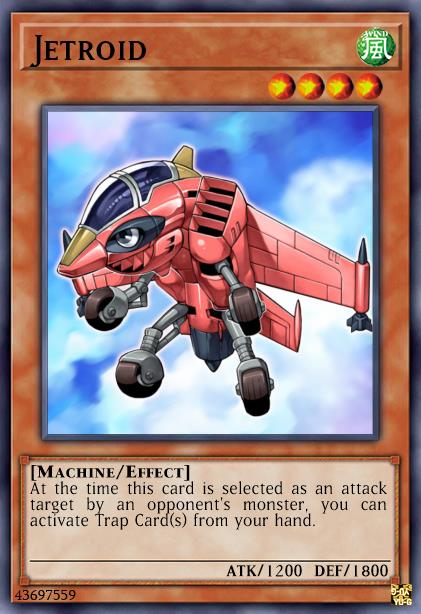 JETROID
WIND
風
[MACHINE/EFFECT]
At the time this card is selected as an attack
target by an opponent's monster, you can
activate Trap Card(s) from your hand.
ATK/1200 DEF/1800
43697559